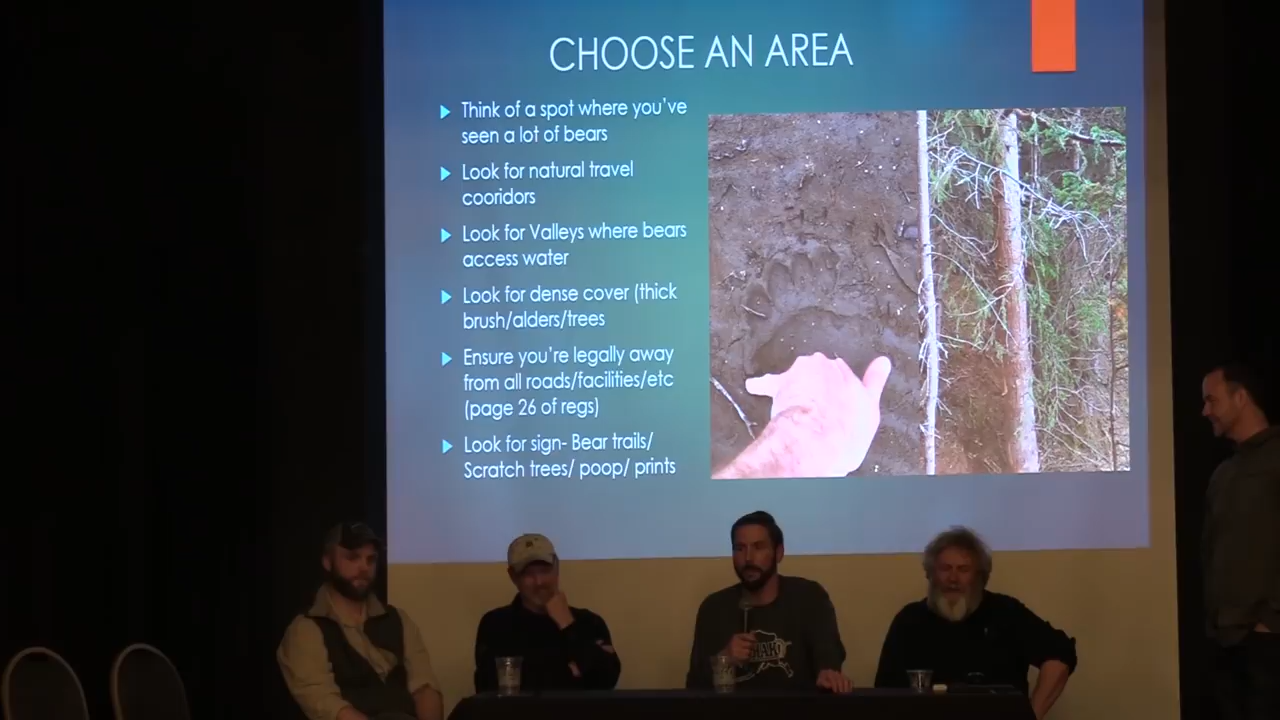 CHOOSE AN AREA
Think of a spot where you've
seen a lot of bears
Look for natural travel
cooridors
Look for Valleys where bears
access water
Look for dense cover (thick
brush/alders/trees
Ensure you're legally away
from all roads/facilities/etc
(page 26 of regs)
Look for sign- Bear trails/
Scratch trees/ poop/ prints